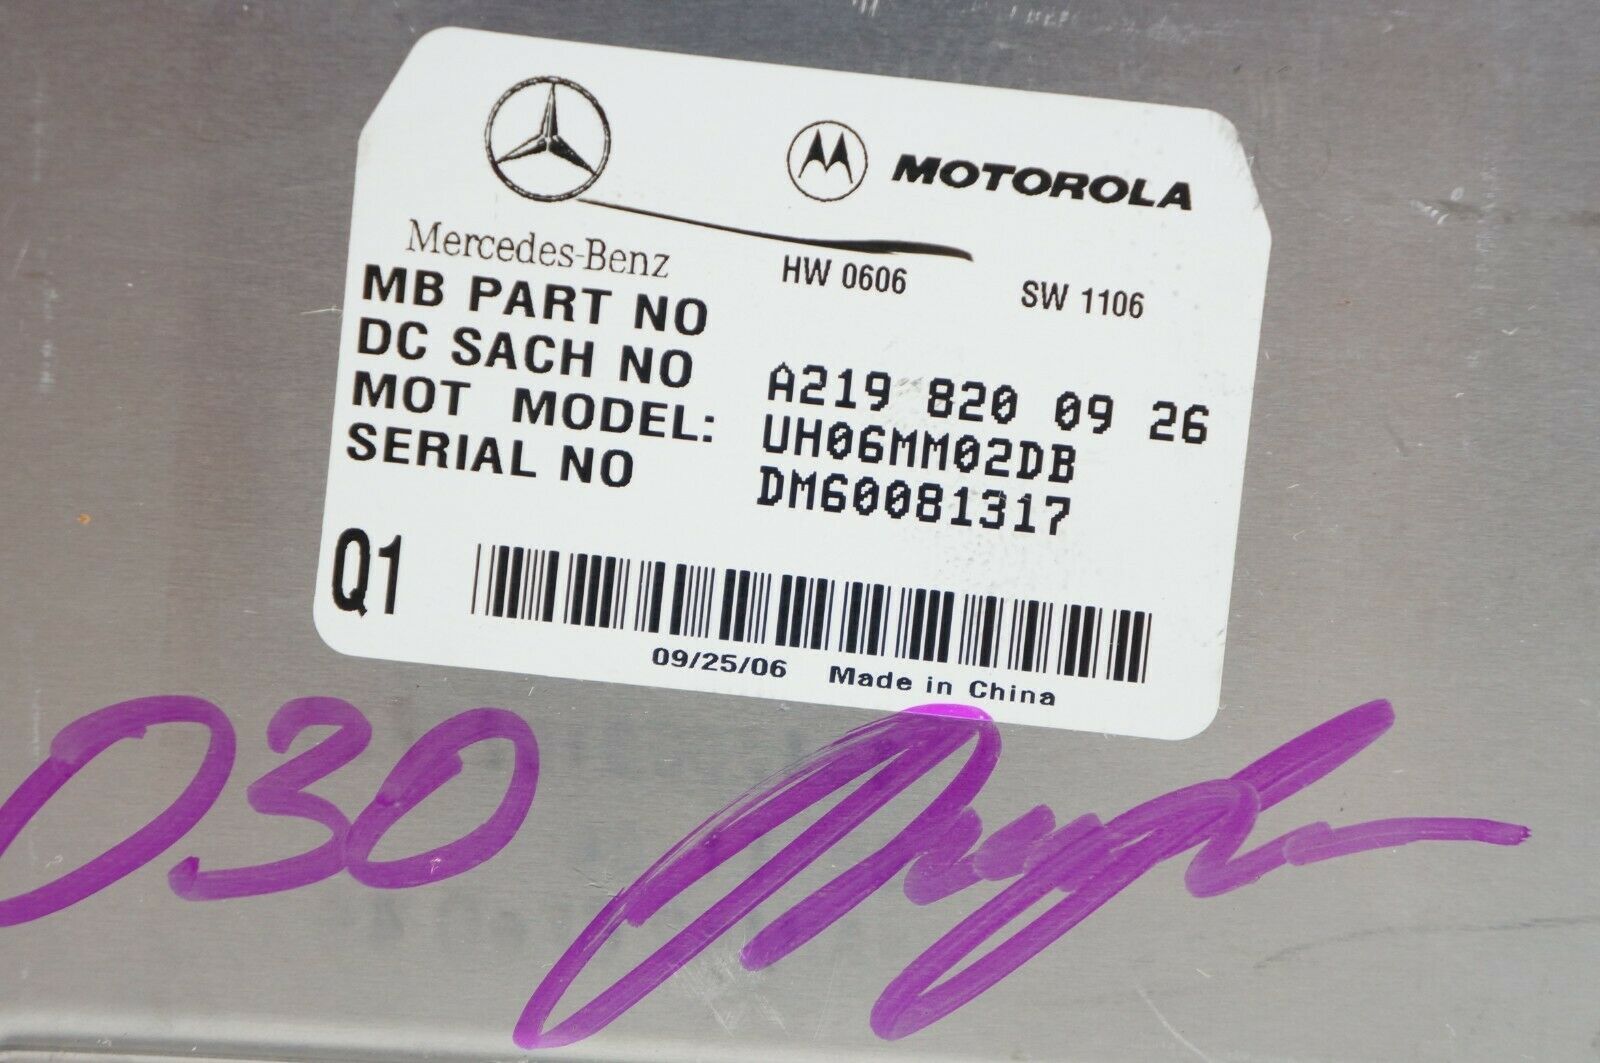 MOTOROLA
Mercedes-Benz
HW 0606 SW 1106
MB PART NO
DC SACH NO A219 820 09 26
MOT MODEL: UH06MM02DB
SERIAL NO DM60081317
Q1
09/25/06 Made in China
030